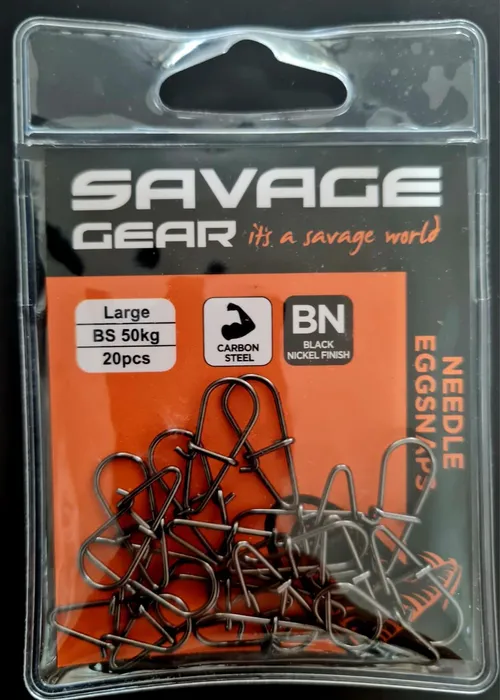 SAVAGE
GEAR it's a savage world
Large
BS 50kg
20pcs
CARBON
STEEL
BN
BLACK
NICKEL FINISH
NEEDLE
EGGSNAPS